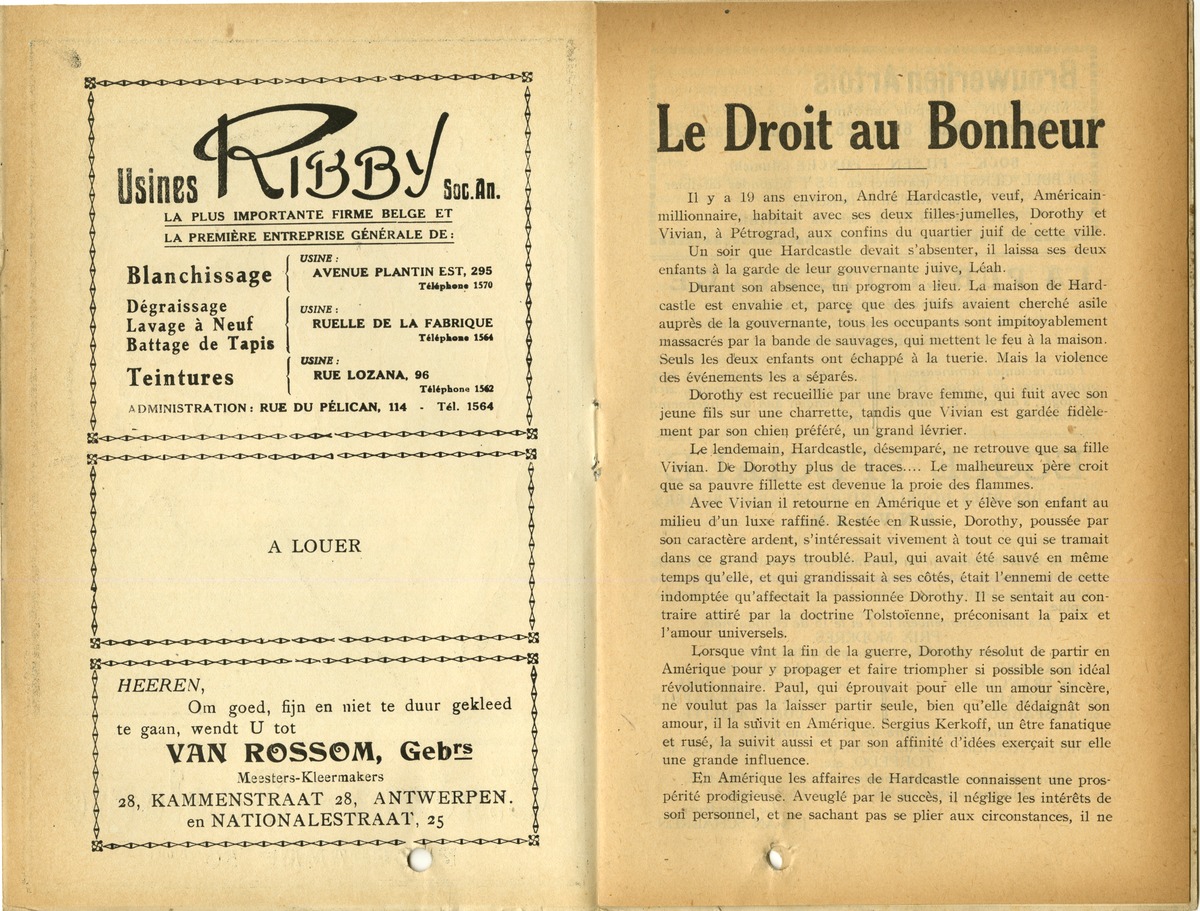 Usines RIBBY Soc. An.
LA PLUS IMPORTANTE FIRME BELGE ET
LA PREMIÈRE ENTREPRISE GÉNÉRALE DE:
Blanchissage
USINE :
AVENUE PLANTIN EST, 295
Téléphone 1570
Dégraissage
Lavage à Neuf
Battage de Tapis
USINE :
RUELLE DE LA FABRIQUE
Téléphone 1564
Teintures
USINE :
RUE LOZANA, 96
Téléphone 1562
ADMINISTRATION: RUE DU PÉLICAN, 114 - Tél. 1564
A LOUER
HEEREN,
Om goed, fijn en niet te duur gekleed
te gaan, wendt U tot
VAN ROSSOM, Gebrs
Meesters-Kleermakers
28, KAMMENSTRAAT 28, ANTWERPEN.
en NATIONALESTRAAT, 25
Le Droit au Bonheur
Il y a 19 ans environ, André Hardcastle, veuf, Américain-
millionnaire, habitait avec ses deux filles-jumelles, Dorothy et
Vivian, à Pétrograd, aux confins du quartier juif de cette ville.
Un soir que Hardcastle devait s'absenter, il laissa ses deux
enfants à la garde de leur gouvernante juive, Léah.
Durant son absence, un progrom a lieu. La maison de Hard-
castle est envahie et, parce que des juifs avaient cherché asile
auprès de la gouvernante, tous les occupants sont impitoyablement
massacrés par la bande de sauvages, qui mettent le feu à la maison.
Seuls les deux enfants ont échappé à la tuerie. Mais la violence
des événements les a séparés.
Dorothy est recueillie par une brave femme, qui fuit avec son
jeune fils sur une charrette, tandis que Vivian est gardée fidèle-
ment par son chien préféré, un grand lévrier.
Le lendemain, Hardcastle, désemparé, ne retrouve que sa fille
Vivian. De Dorothy plus de traces.... Le malheureux père croit
que sa pauvre fillette est devenue la proie des flammes.
Avec Vivian il retourne en Amérique et y élève son enfant au
milieu d'un luxe raffiné. Restée en Russie, Dorothy, poussée par
son caractère ardent, s'intéressait vivement à tout ce qui se tramait
dans ce grand pays troublé. Paul, qui avait été sauvé en même
temps qu'elle, et qui grandissait à ses côtés, était l'ennemi de cette
indomptée qu'affectait la passionnée Dorothy. Il se sentait au con-
traire attiré par la doctrine Tolstoïenne, préconisant la paix et
l'amour universels.
Lorsque vînt la fin de la guerre, Dorothy résolut de partir en
Amérique pour y propager et faire triompher si possible son idéal
révolutionnaire. Paul, qui éprouvait pour elle un amour sincère,
ne voulut pas la laisser partir seule, bien qu'elle dédaignât son
amour, il la suivit en Amérique. Sergius Kerkoff, un être fanatique
et rusé, la suivit aussi et par son affinité d'idées exerçait sur elle
une grande influence.
En Amérique les affaires de Hardcastle connaissent une pros-
périté prodigieuse. Aveuglé par le succès, il néglige les intérêts de
son personnel, et ne sachant pas se plier aux circonstances, il ne